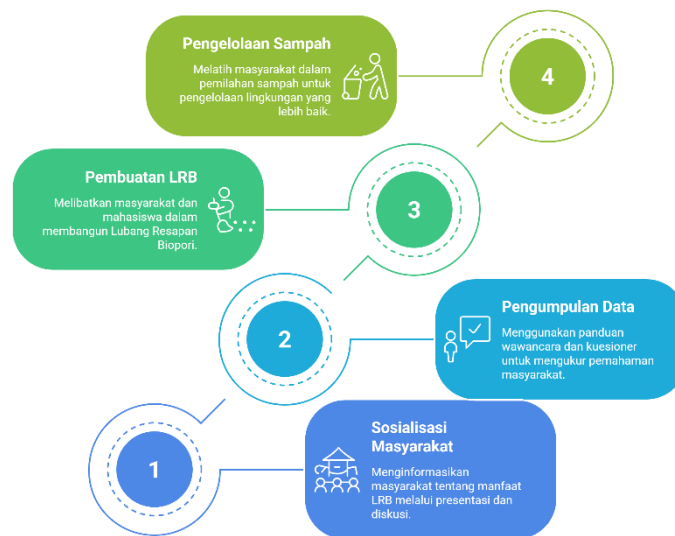 Pengelolaan Sampah
Melatih masyarakat dalam
pemilahan sampah untuk
pengelolaan lingkungan yang
lebih baik.
4
Pembuatan LRB
Melibatkan masyarakat dan
mahasiswa dalam
membangun Lubang Resapan
Biopori.
3
Pengumpulan Data
Menggunakan panduan
wawancara dan kuesioner
untuk mengukur pemahaman
masyarakat.
2
Sosialisasi
Masyarakat
Menginformasikan
masyarakat tentang manfaat
LRB melalui presentasi dan
diskusi.
1